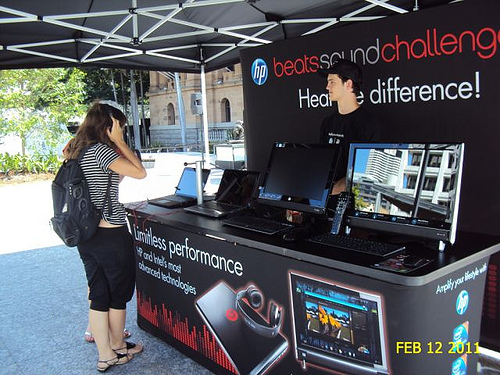 hp beatssoundchalleng
Hea difference!
Limitless performance
HP and Intel's most
advanced technologies
Amplify your lifestyle with
hp
FEB 12 2011